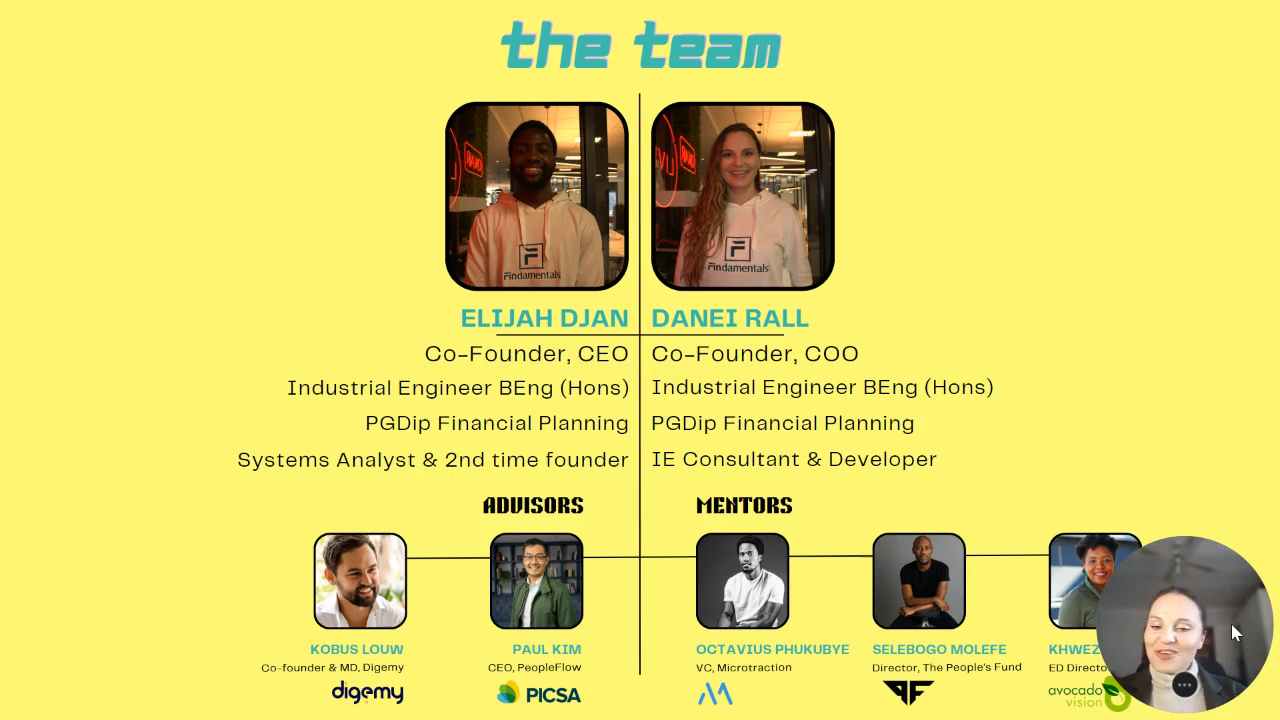 the team
Findamentals
Findamentals
ELIJAH DJAN
Co-Founder, CEO
Industrial Engineer BEng (Hons)
PGDip Financial Planning
Systems Analyst & 2nd time founder
DANEI RALL
Co-Founder, COO
Industrial Engineer BEng (Hons)
PGDip Financial Planning
IE Consultant & Developer
ADVISORS
KOBUS LOUW
Co-founder & MD, Digemy
digemy
PAUL KIM
CEO, PeopleFlow
PICSA
MENTORS
OCTAVIUS PHUKUBYE
VC, Microtraction
SELEBOGO MOLEFE
Director, The People's Fund
PF
KHWEZ
ED Directo
avocado
vision